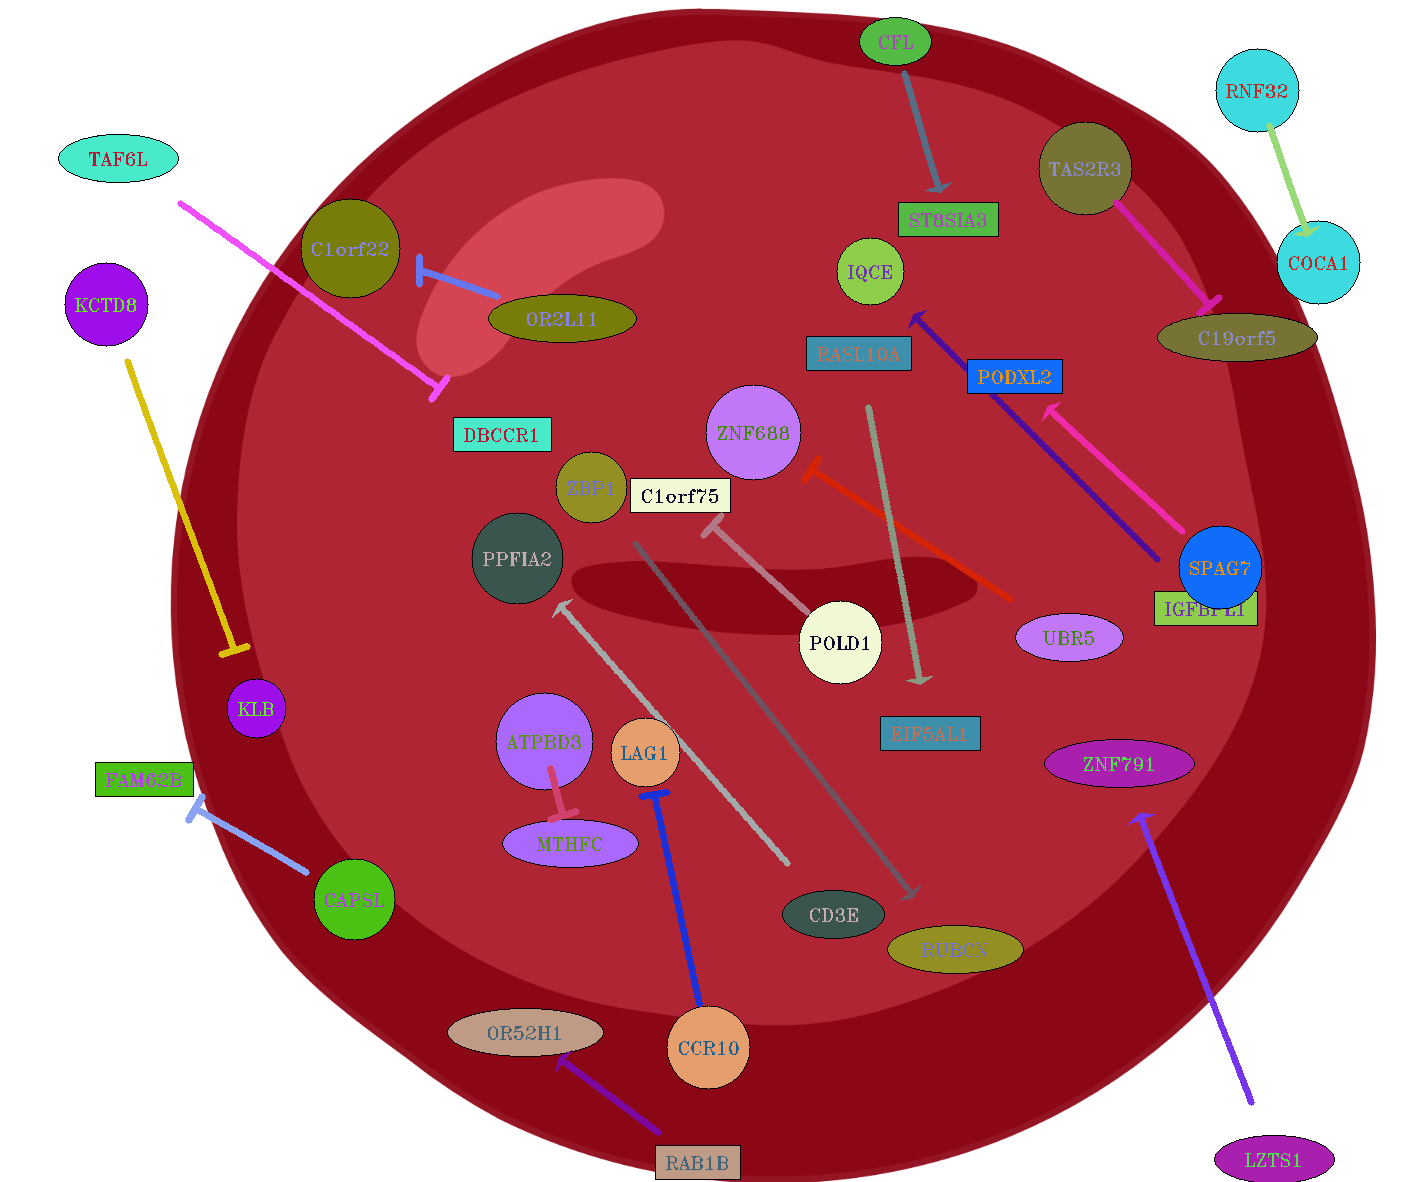 CFL
RNF32
TAF6L
TAS2R3
ST8SIA3
C1orf22
COCA1
IQCE
KCTD8
OR2L11
C19orf5
RASL10A
PODXL2
DBCCR1
ZNF688
ZBP1
C1orf75
PPFIA2
SPAG7
IGFBPL1
UBR5
POLD1
KLB
ATPBD3
LAG1
EIF5AL1
ZNF791
FAM62B
MTHFC
CAPSL
CD3E
RUBCN
OR52H1
CCR10
RAB1B
LZTS1